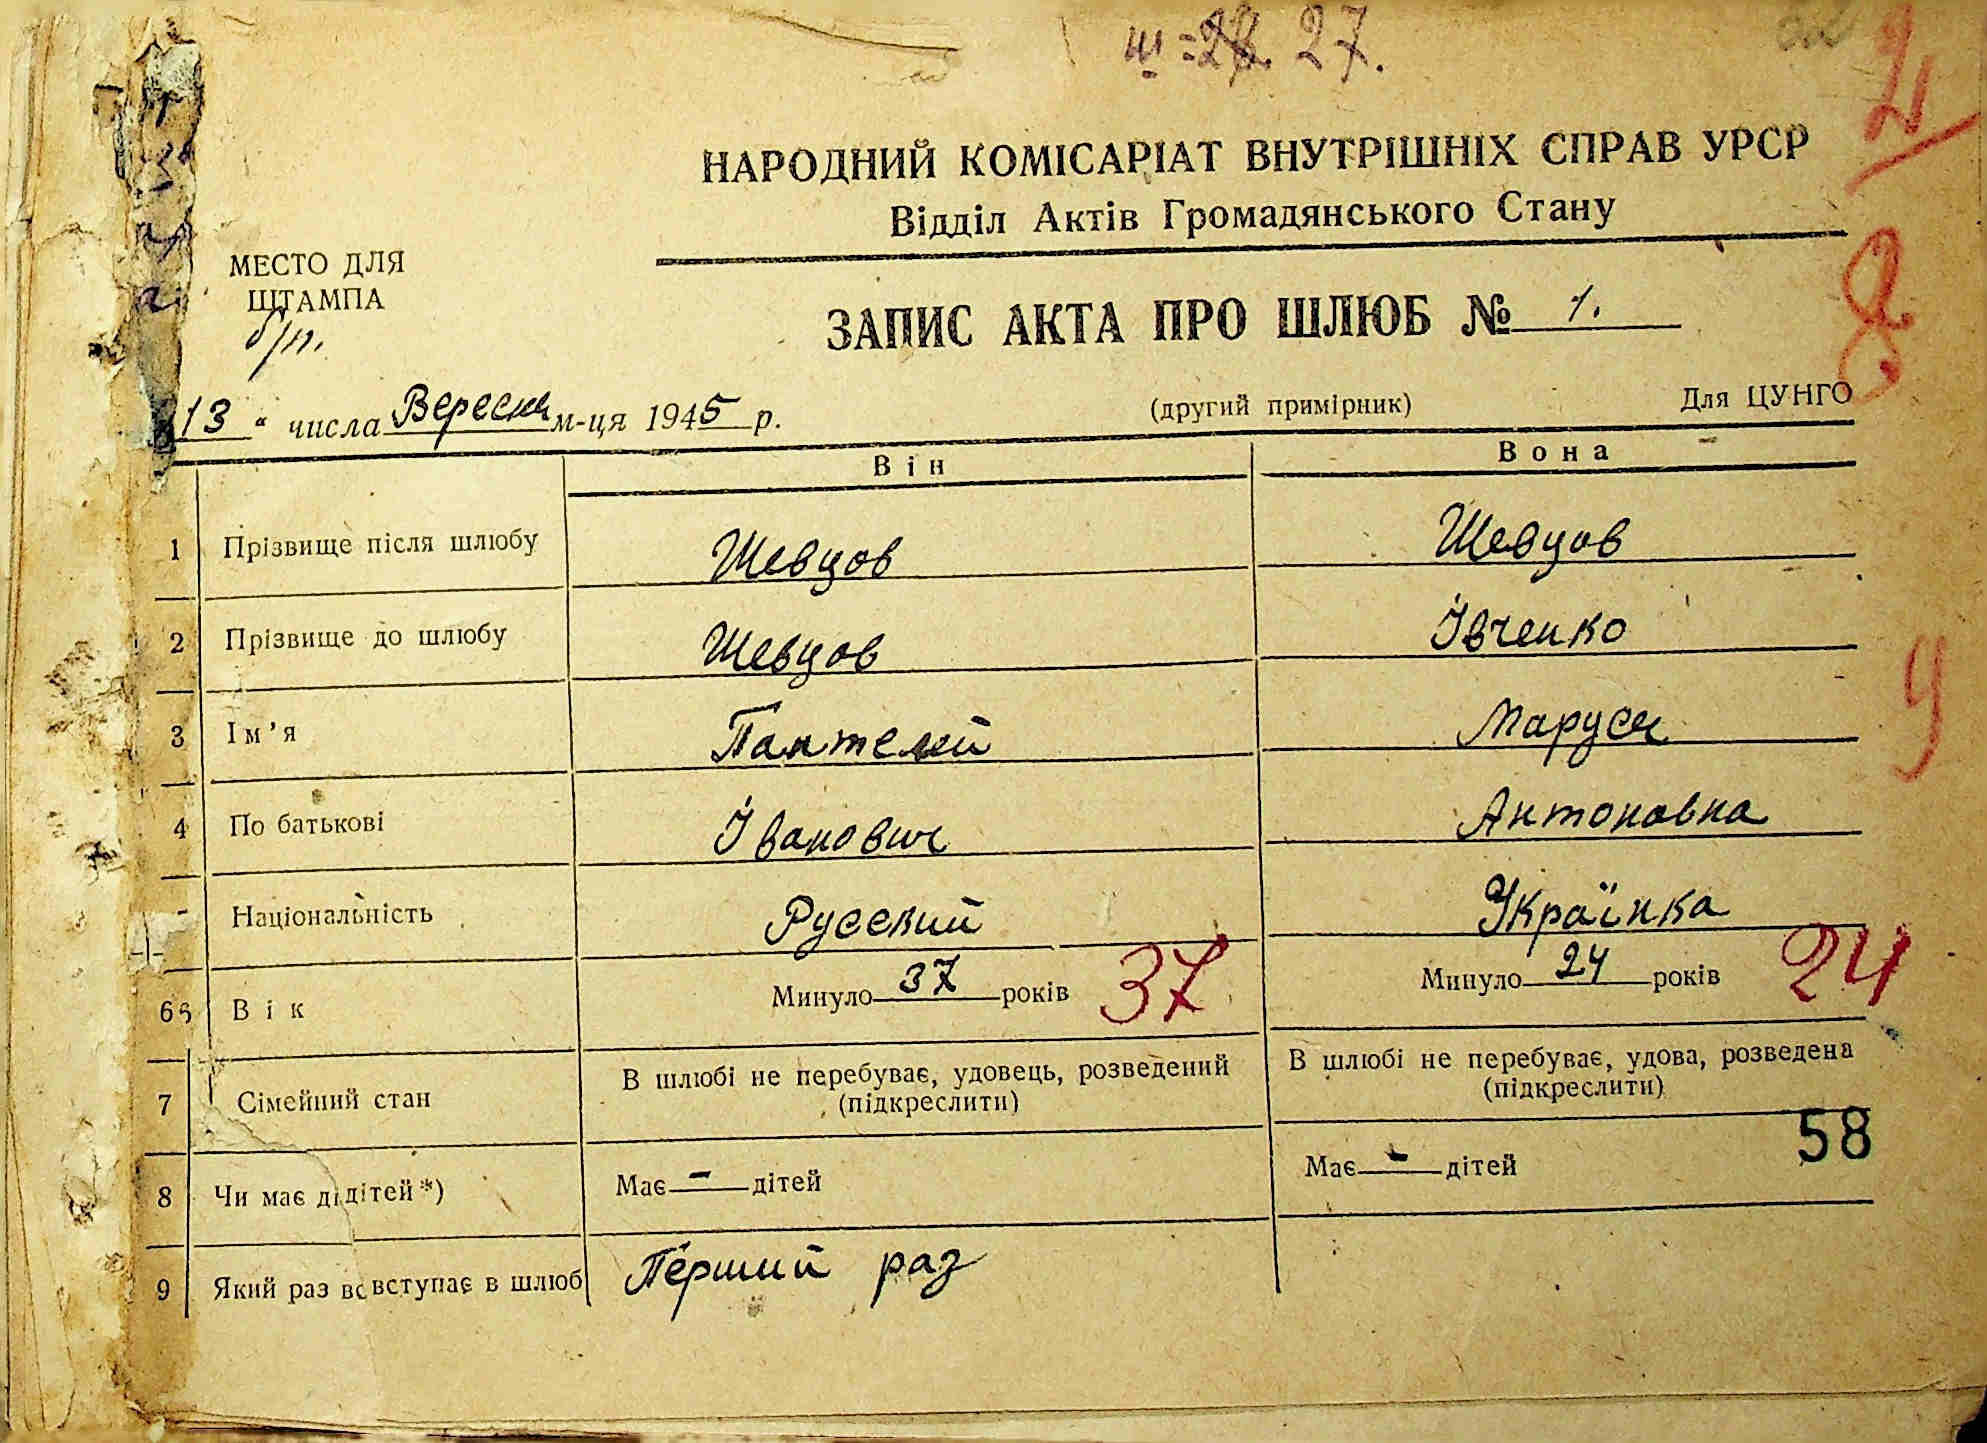 ш = 27.
НАРОДНИЙ КОМІСАРІАТ ВНУТРІШНІХ СПРАВ УРСР
Відділ Актів Громадянського Стану
МЕСТО ДЛЯ
ШТАМПА
б/п.
ЗАПИС АКТА ПРО ШЛЮБ № 1.
13 " числа Вересня м-ця 1945 р. (другий примірник) Для ЦУНГО
Він Вона
1 Прізвище після шлюбу Шевцов Шевцов
2 Прізвище до шлюбу Шевцов Івченко
3 Ім'я Пантелей Маруся
4 По батькові Іванович Антоновна
Національність Русский Українка
6 Вік Минуло 37 років 37 Минуло 24 років 24
7 Сімейний стан В шлюбі не перебуває, удовець, розведений (підкреслити) В шлюбі не перебуває, удова, розведена (підкреслити)
58
8 Чи має ді дітей *) Має - дітей Має - дітей
9 Який раз вс вступає в шлюб Перший раз